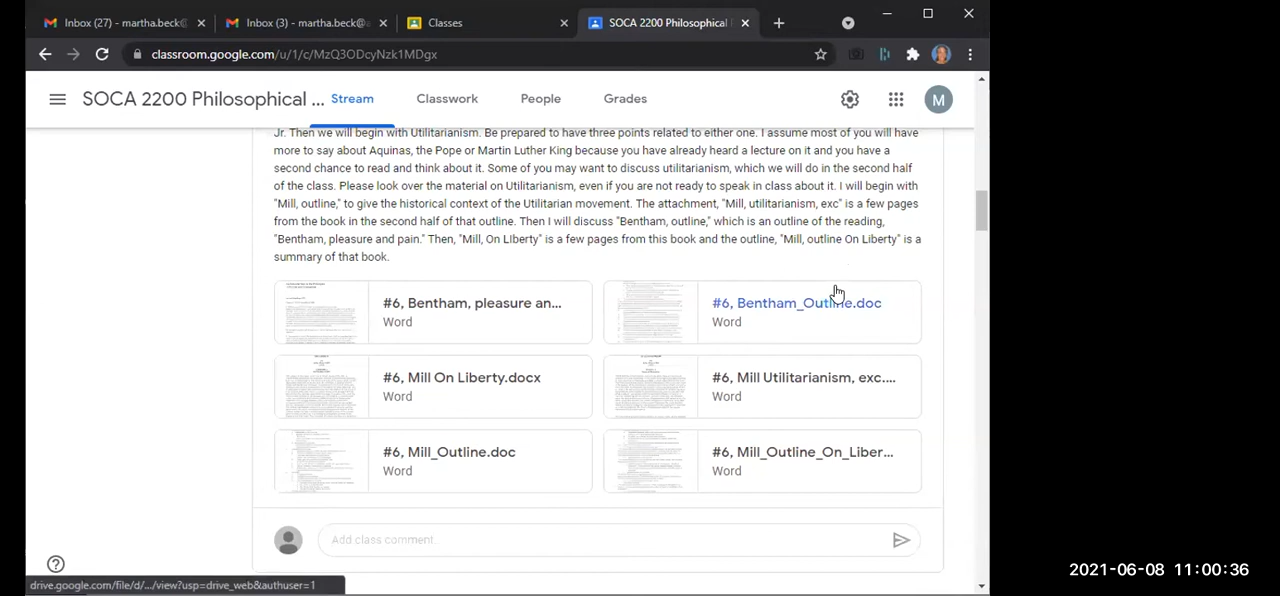 Inbox (27) - martha.beck@
Inbox (3) - martha.beck@
Classes
SOCA 2200 Philosophical
classroom.google.com/u/1/c/MzQ3ODcyNzk1MDgx
SOCA 2200 Philosophical ...
Stream
Classwork
People
Grades
M
Jr. Then we will begin with Utilitarianism. Be prepared to have three points related to either one. I assume most of you will have
more to say about Aquinas, the Pope or Martin Luther King because you have already heard a lecture on it and you have a
second chance to read and think about it. Some of you may want to discuss utilitarianism, which we will do in the second half
of the class. Please look over the material on Utilitarianism, even if you are not ready to speak in class about it. I will begin with
"Mill, outline," to give the historical context of the Utilitarian movement. The attachment, "Mill, utilitarianism, exc" is a few pages
from the book in the second half of that outline. Then I will discuss "Bentham, outline," which is an outline of the reading,
"Bentham, pleasure and pain." Then, "Mill, On LIberty" is a few pages from this book and the outline, "Mill, outline On Liberty" is a
summary of that book.
#6, Bentham, pleasure an...
Word
#6, Bentham_Outline.doc
Word
#6, Mill On Liberty.docx
Word
#6, Mill Utilitarianism, exc....
Word
#6, Mill_Outline.doc
Word
#6, Mill_Outline_On_Liber...
Word
Add class comment
drive.google.com/file/d/.../view?usp=drive_web&authuser=1
2021-06-08 11:00:36